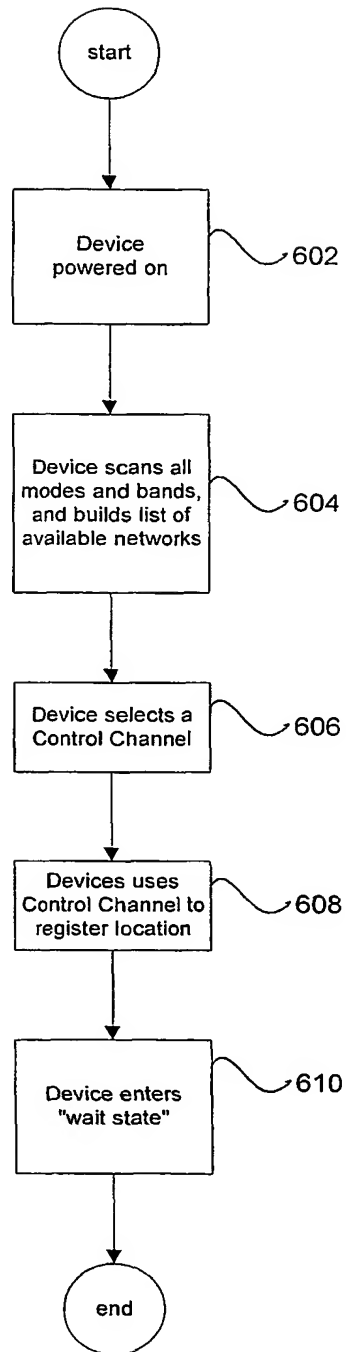 start
Device
powered on
602
Device scans all
modes and bands,
and builds list of
available networks
604
Device selects a
Control Channel
606
Devices uses
Control Channel to
register location
608
Device enters
"wait state"
610
end